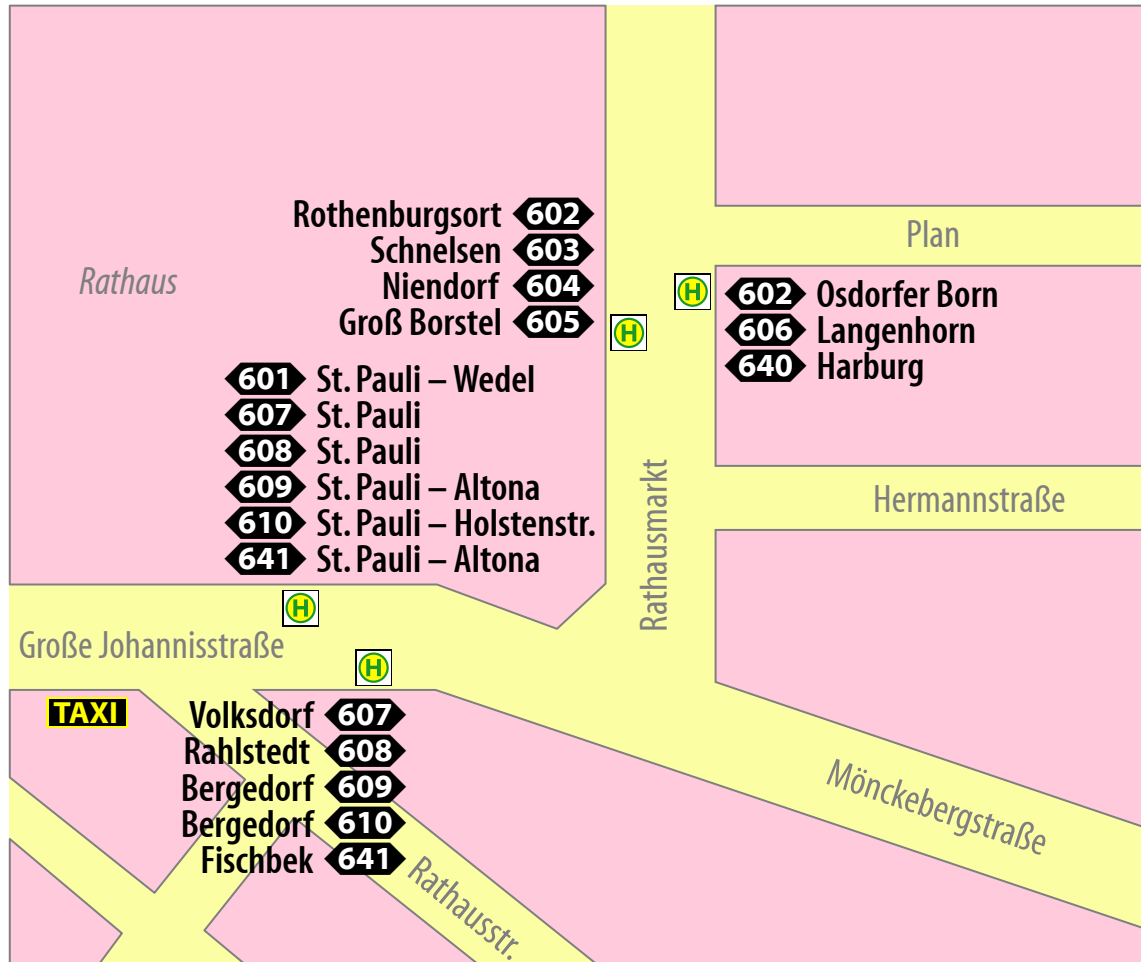 Plan
Rathaus
Rothenburgsort 602
Schnelsen 603
Niendorf 604
Groß Borstel 605
H
H
602 Osdorfer Born
606 Langenhorn
640 Harburg
601 St. Pauli – Wedel
607 St. Pauli
608 St. Pauli
609 St. Pauli – Altona
610 St. Pauli – Holstenstr.
641 St. Pauli – Altona
Rathausmarkt
Hermannstraße
H
Große Johannisstraße
H
TAXI
Volksdorf 607
Rahlstedt 608
Bergedorf 609
Bergedorf 610
Fischbek 641
Rathausstr.
Mönckebergstraße